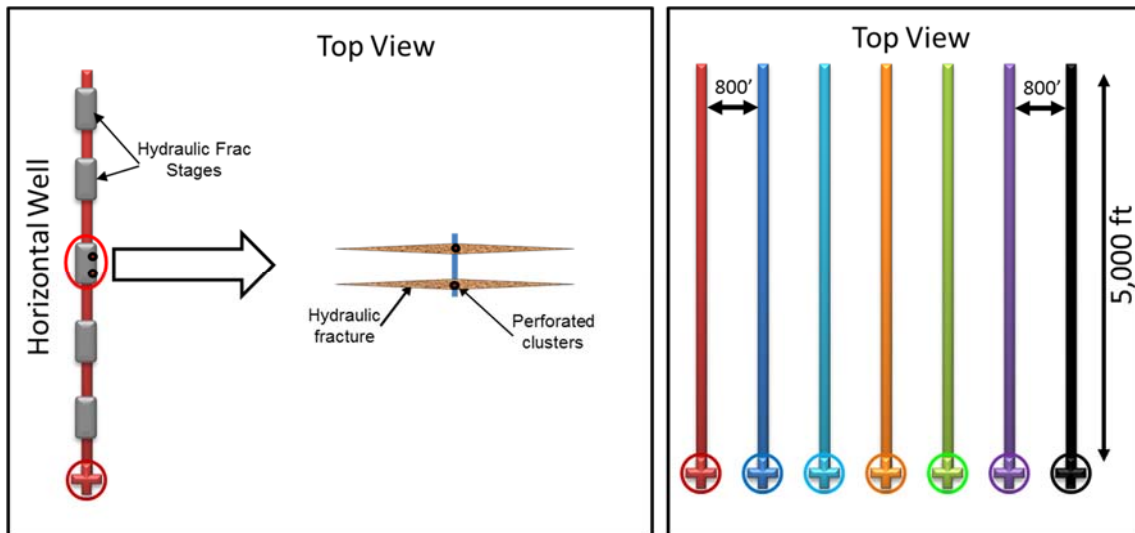 Top View
Horizontal Well
Hydraulic Frac
Stages
Hydraulic
fracture
Perforated
clusters
Top View
800’
800’
5,000 ft